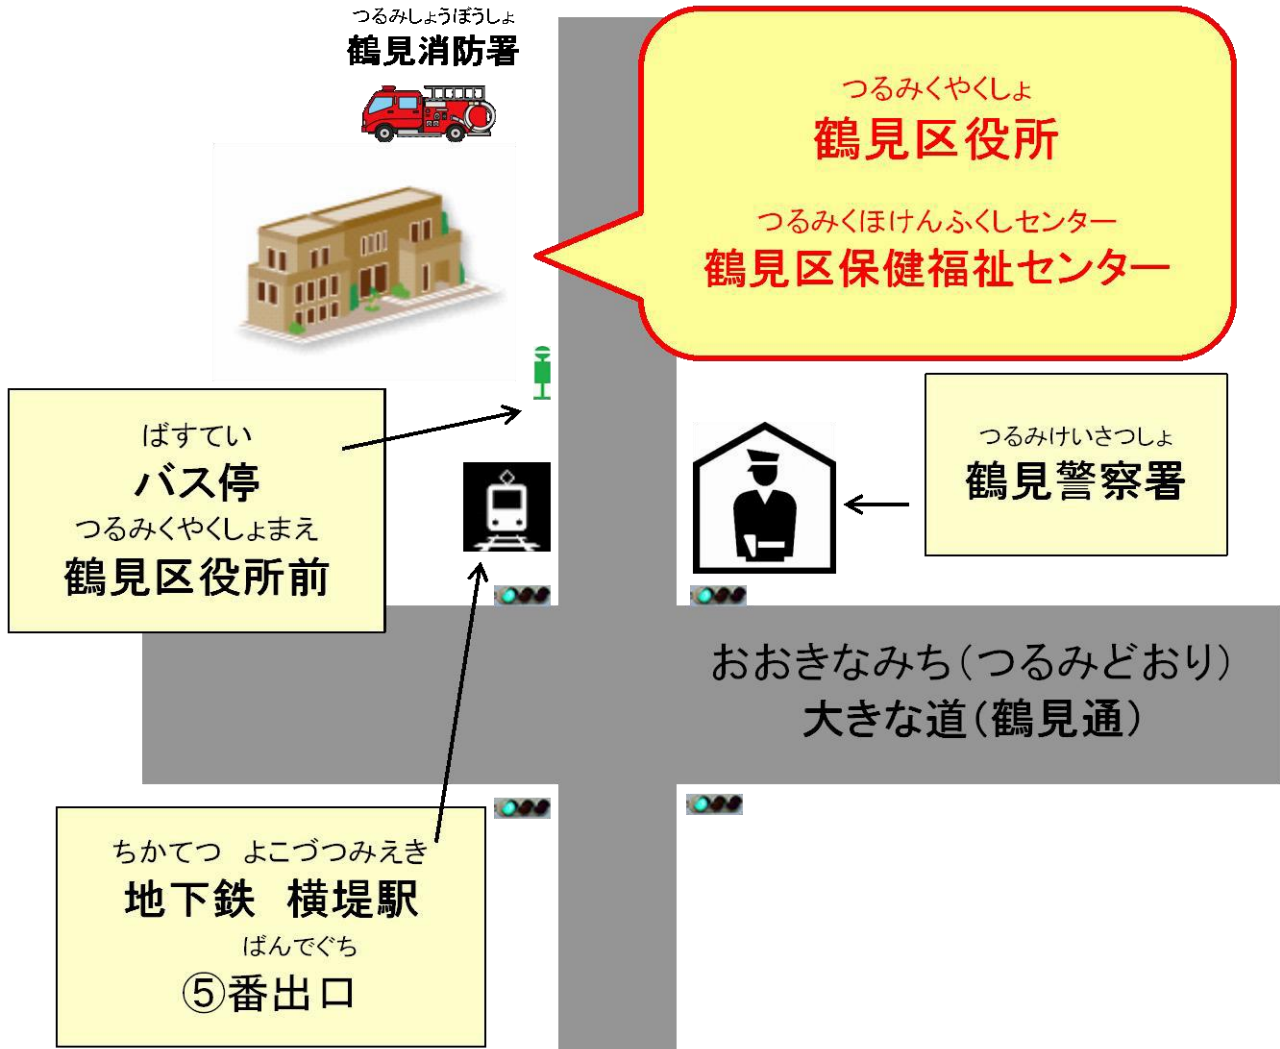 つるみしょうぼうしょ
鶴見消防署
つるみくやくしょ
鶴見区役所
つるみくほけんふくしセンター
鶴見区保健福祉センター
ばすてい
バス停
つるみくやくしょまえ
鶴見区役所前
つるみけいさつしょ
鶴見警察署
おおきなみち(つるみどおり)
大きな道(鶴見通)
ちかてつ　よこづつみえき
地下鉄　横堤駅
ばんでぐち
⑤番出口